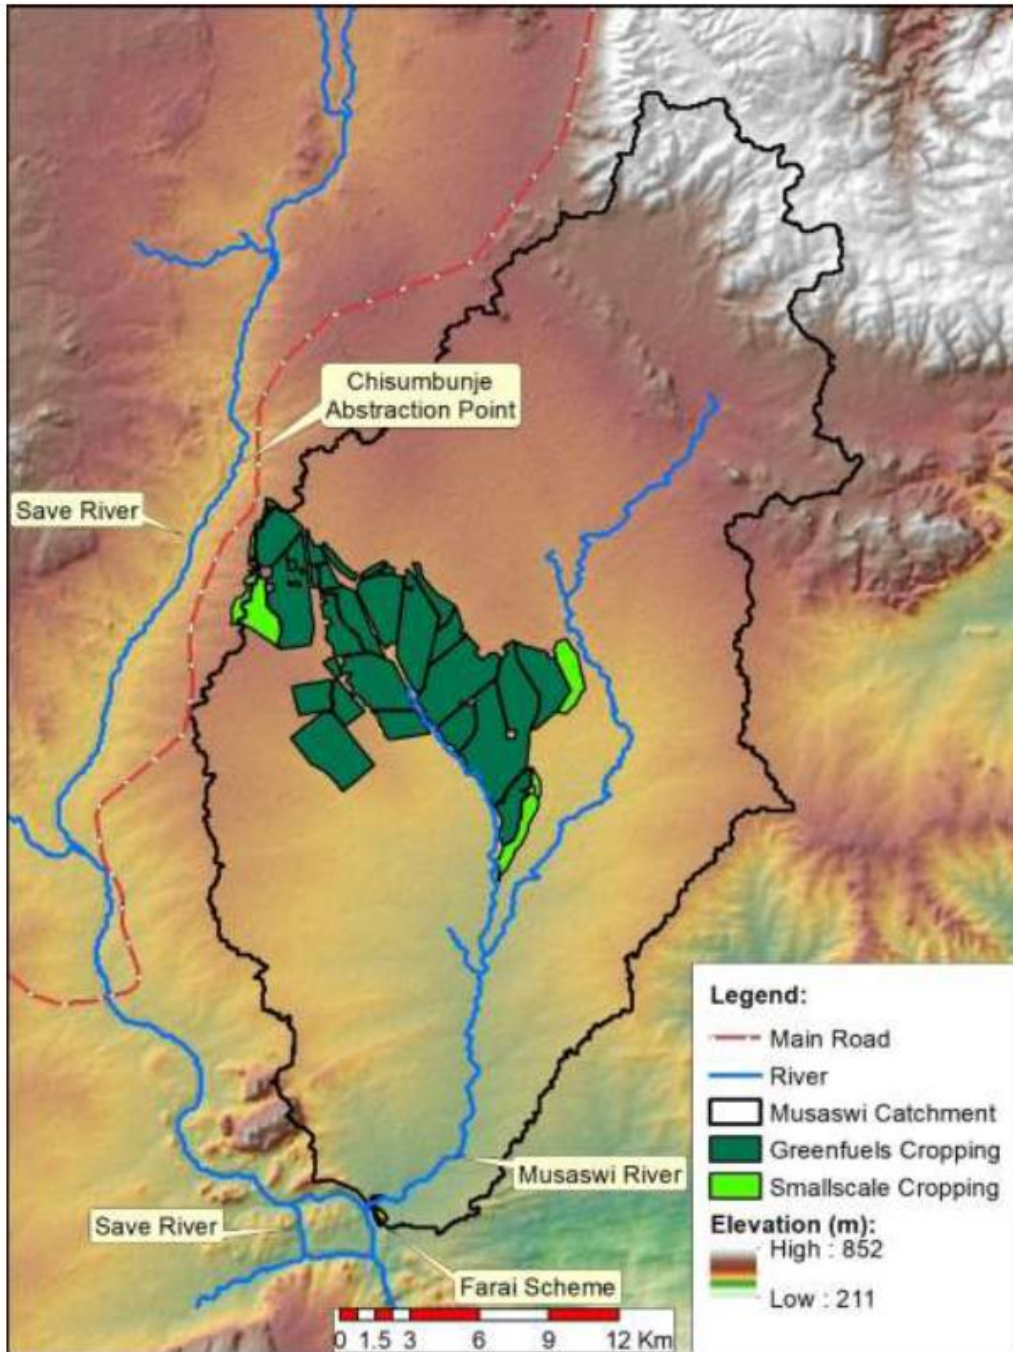 Chisumbunje
Abstraction Point
Save River
Legend:
Main Road
River
Musaswi Catchment
Greenfuels Cropping
Smallscale Cropping
Elevation (m):
High : 852
Low : 211
Musaswi River
Save River
Farai Scheme
0 1.5 3 6 9 12 Km